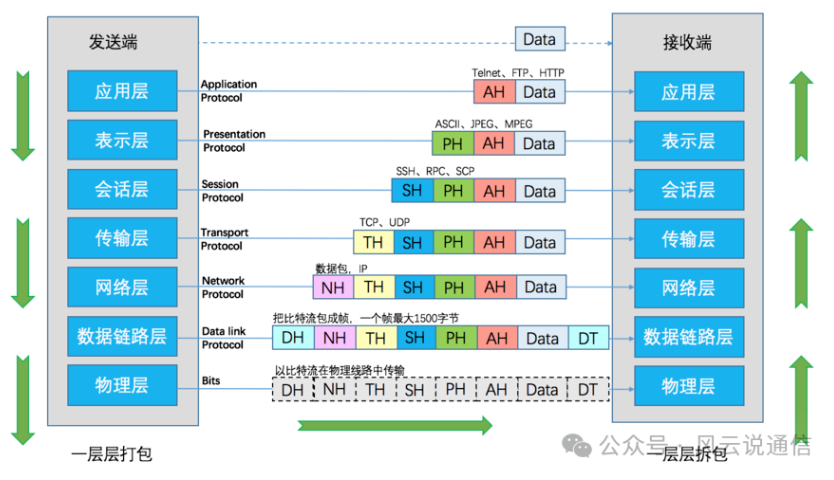 发送端
Data
接收端
Telnet、FTP、HTTP
应用层
Application
Protocol
AH Data
应用层
ASCII、JPEG、MPEG
表示层
Presentation
Protocol
PH AH Data
表示层
SSH、RPC、SCP
会话层
Session
Protocol
SH PH AH Data
会话层
TCP、UDP
传输层
Transport
Protocol
TH SH PH AH Data
传输层
数据包，IP
网络层
Network
Protocol
NH TH SH PH AH Data
网络层
把比特流包成帧，一个帧最大1500字节
数据链路层
Data link
Protocol
DH NH TH SH PH AH Data DT
数据链路层
以比特流在物理线路中传输
物理层
Bits
DH NH TH SH PH AH Data DT
物理层
一层层打包
一层层拆包
公众号·风云说通信